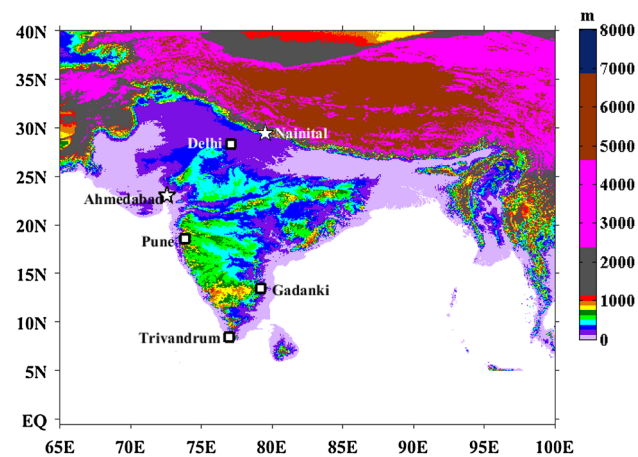 m
40N
8000
35N
7000
30N
Nainital
6000
Delhi
5000
25N
Ahmedabad
4000
20N
Pune
3000
15N
Gadanki
2000
10N
Trivandrum
1000
0
5N
EQ
65E 70E 75E 80E 85E 90E 95E 100E